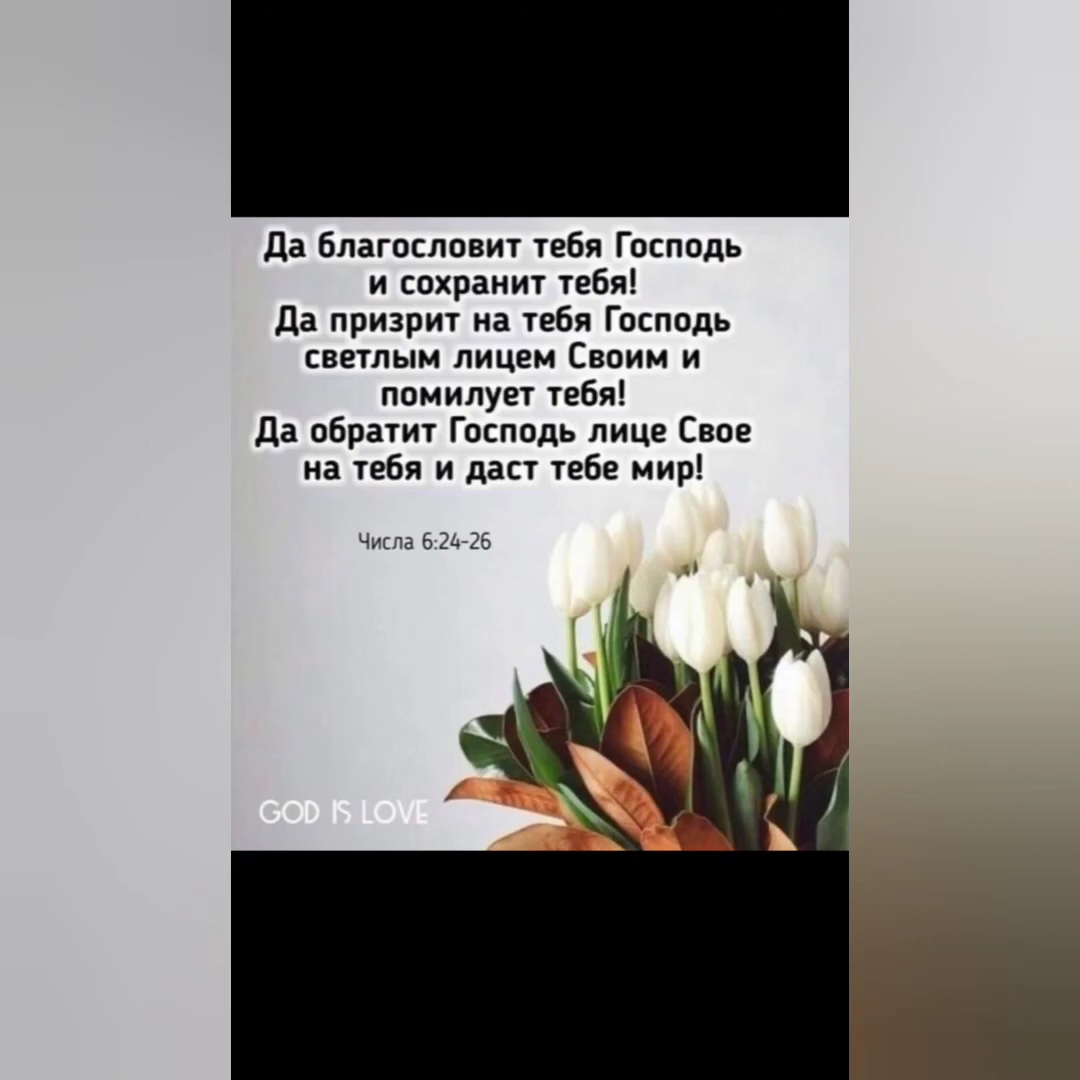 Да благословит тебя Господь
и сохранит тебя!
Да призрит на тебя Господь
светлым лицем Своим и
помилует тебя!
Да обратит Господь лице Свое
на тебя и даст тебе мир!
Числа 6:24-26
GOD IS LOVE